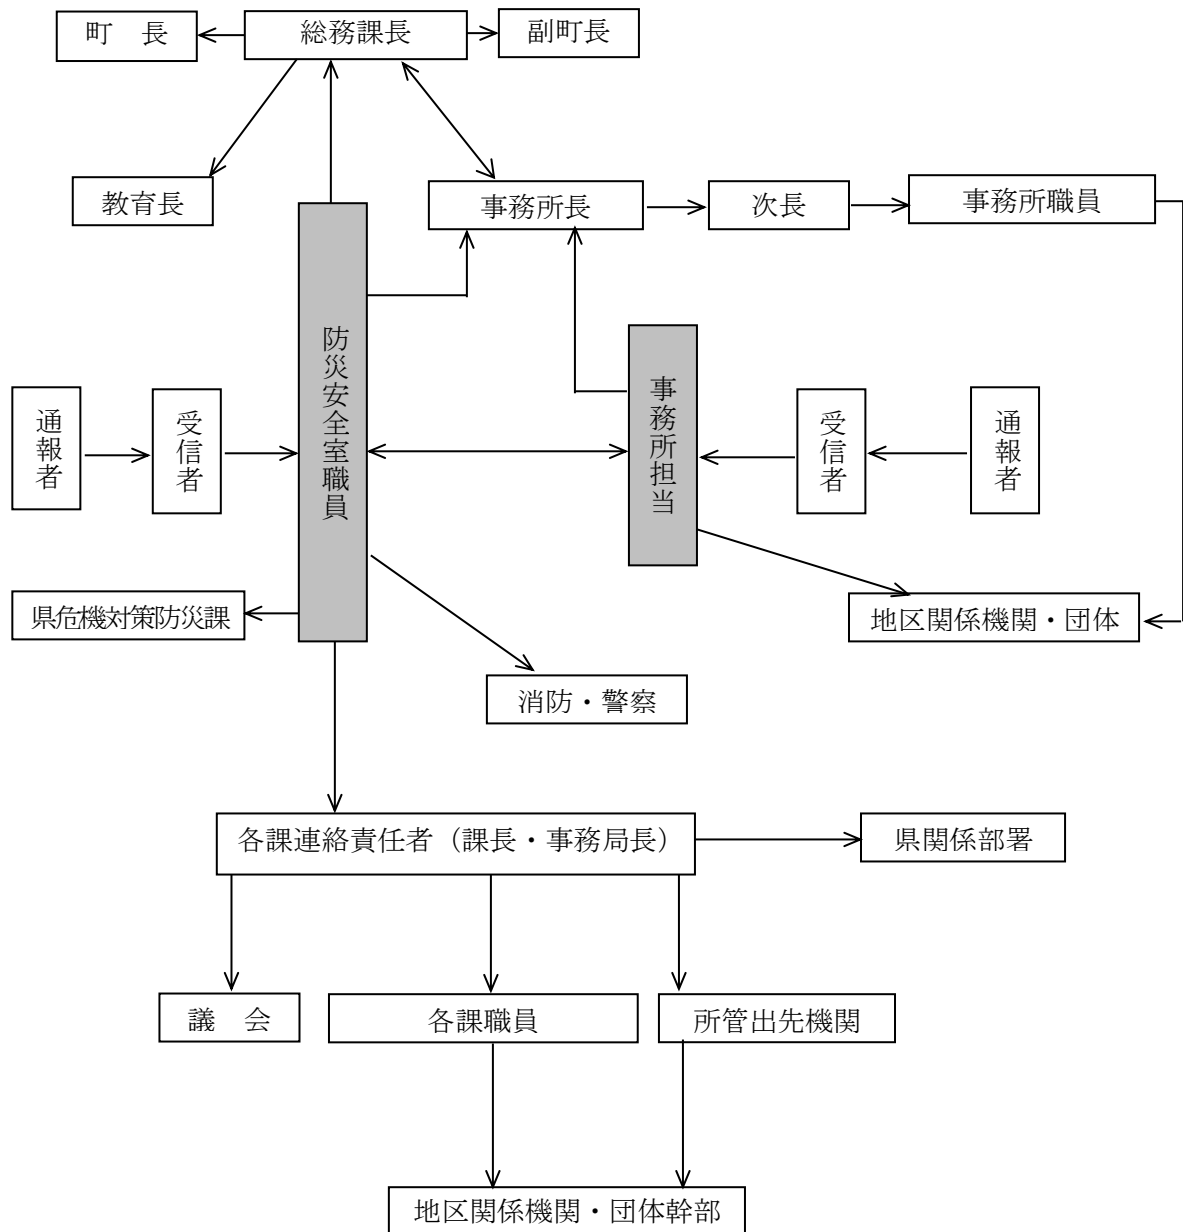 町　長
総務課長
副町長
教育長
事務所長
次長
事務所職員
防災安全室職員
事務所担当
通報者
受信者
受信者
通報者
県危機対策防災課
地区関係機関・団体
消防・警察
各課連絡責任者（課長・事務局長）
県関係部署
議　会
各課職員
所管出先機関
地区関係機関・団体幹部